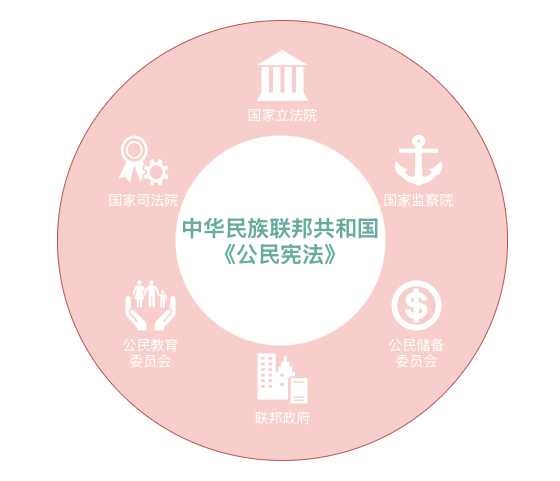 国家立法院
国家司法院
国家监察院
中华民族联邦共和国
《公民宪法》
公民教育
委员会
公民储备
委员会
联邦政府